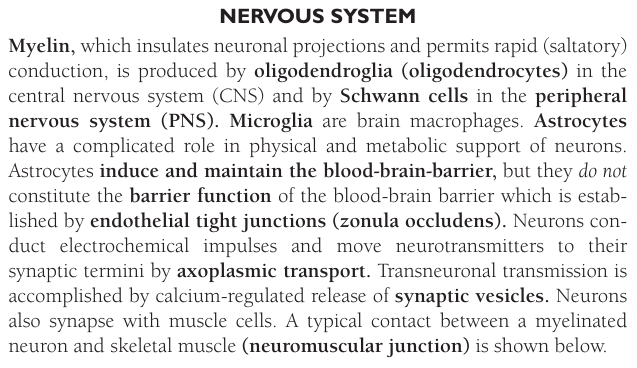 NERVOUS SYSTEM
Myelin, which insulates neuronal projections and permits rapid (saltatory)
conduction, is produced by oligodendroglia (oligodendrocytes) in the
central nervous system (CNS) and by Schwann cells in the peripheral
nervous system (PNS). Microglia are brain macrophages. Astrocytes
have a complicated role in physical and metabolic support of neurons.
Astrocytes induce and maintain the blood-brain-barrier, but they do not
constitute the barrier function of the blood-brain barrier which is estab-
lished by endothelial tight junctions (zonula occludens). Neurons con-
duct electrochemical impulses and move neurotransmitters to their
synaptic termini by axoplasmic transport. Transneuronal transmission is
accomplished by calcium-regulated release of synaptic vesicles. Neurons
also synapse with muscle cells. A typical contact between a myelinated
neuron and skeletal muscle (neuromuscular junction) is shown below.